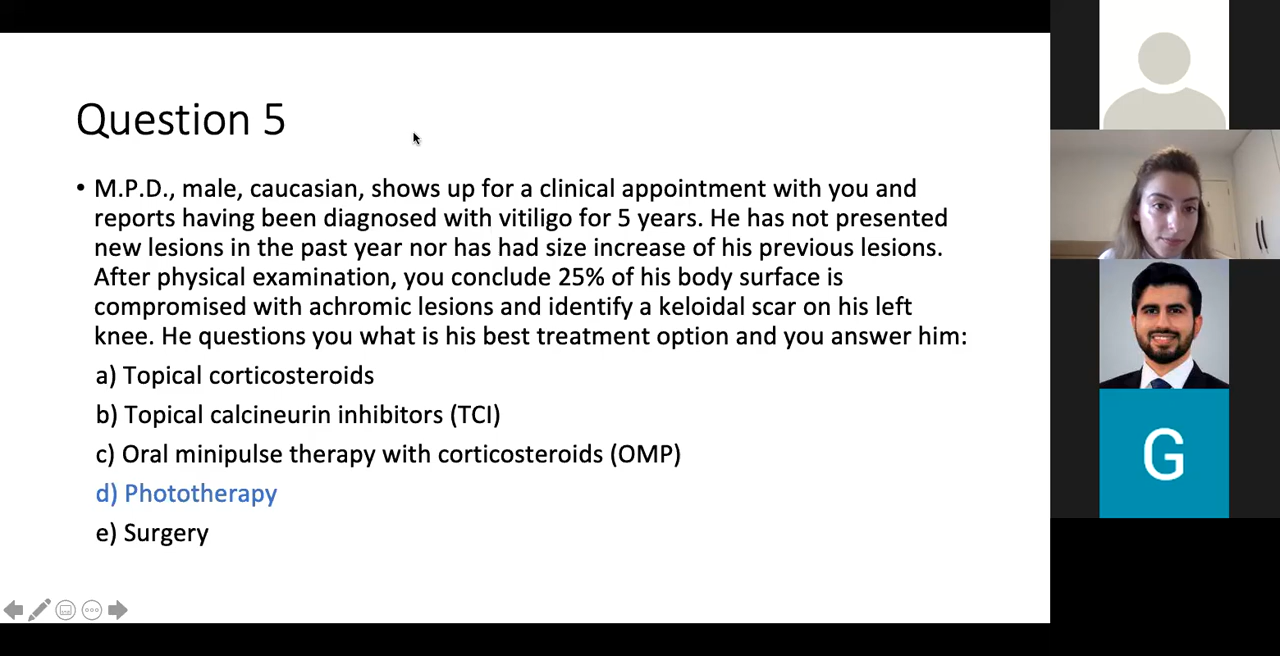 Question 5
• M.P.D., male, caucasian, shows up for a clinical appointment with you and
reports having been diagnosed with vitiligo for 5 years. He has not presented
new lesions in the past year nor has had size increase of his previous lesions.
After physical examination, you conclude 25% of his body surface is
compromised with achromic lesions and identify a keloidal scar on his left
knee. He questions you what is his best treatment option and you answer him:
a) Topical corticosteroids
b) Topical calcineurin inhibitors (TCI)
c) Oral minipulse therapy with corticosteroids (OMP)
d) Phototherapy
e) Surgery
G